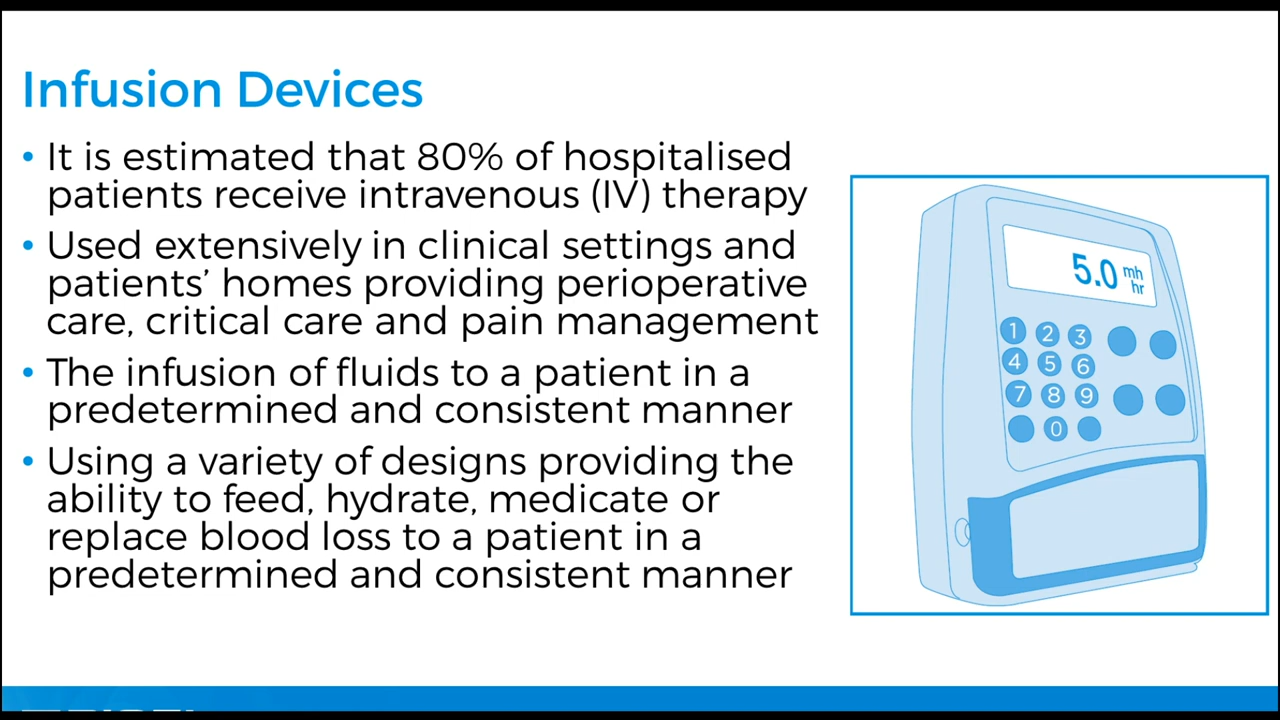 Infusion Devices
• It is estimated that 80% of hospitalised
patients receive intravenous (IV) therapy
• Used extensively in clinical settings and
patients’ homes providing perioperative
care, critical care and pain management
• The infusion of fluids to a patient in a
predetermined and consistent manner
• Using a variety of designs providing the
ability to feed, hydrate, medicate or
replace blood loss to a patient in a
predetermined and consistent manner
5.0 mh
hr
1 2 3
4 5 6
7 8 9
0